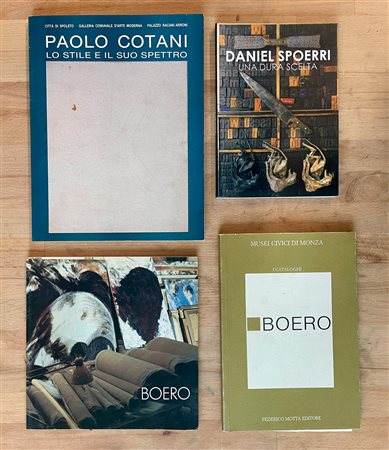 CITTÀ DI SPOLETO GALLERIA COMUNALE D'ARTE MODERNA PALAZZO RACANI ARRONI
PAOLO COTANI
LO STILE E IL SUO SPETTRO
DANIEL SPOERRI
UNA DURA SCELTA
BOERO
MUSEI CIVICI DI MONZA
I CATALOGHI
BOERO
FEDERICO MOTTA EDITORE